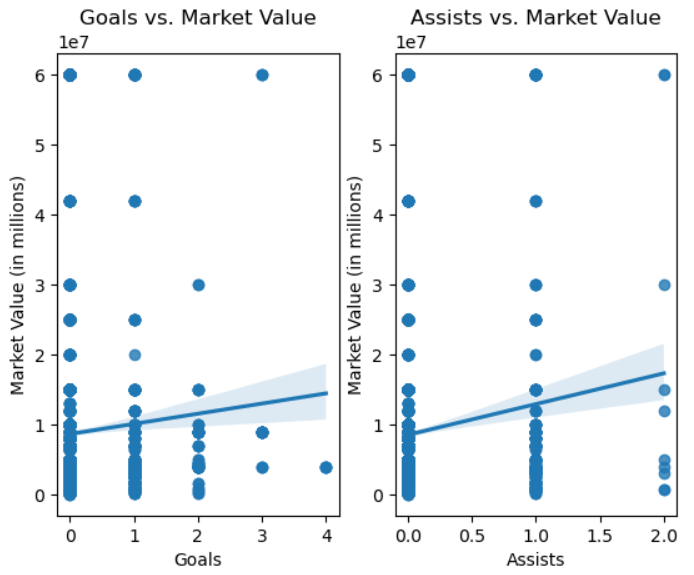 Goals vs. Market Value
1e7
6
5
4
3
2
1
0
Market Value (in millions)
0 1 2 3 4
Goals
Assists vs. Market Value
1e7
6
5
4
3
2
1
0
Market Value (in millions)
0.0 0.5 1.0 1.5 2.0
Assists